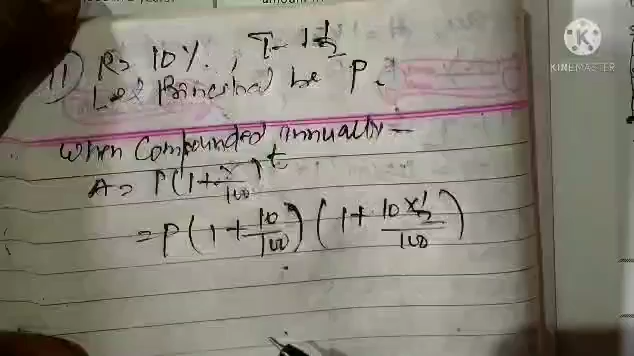 11) R= 10%, T- 1 1/2
Let Principal be P.
When Compounded annually-
A= P(1+r/100)t
=P(1+10/100)(1+10×1/2/100)
KINEMASTER